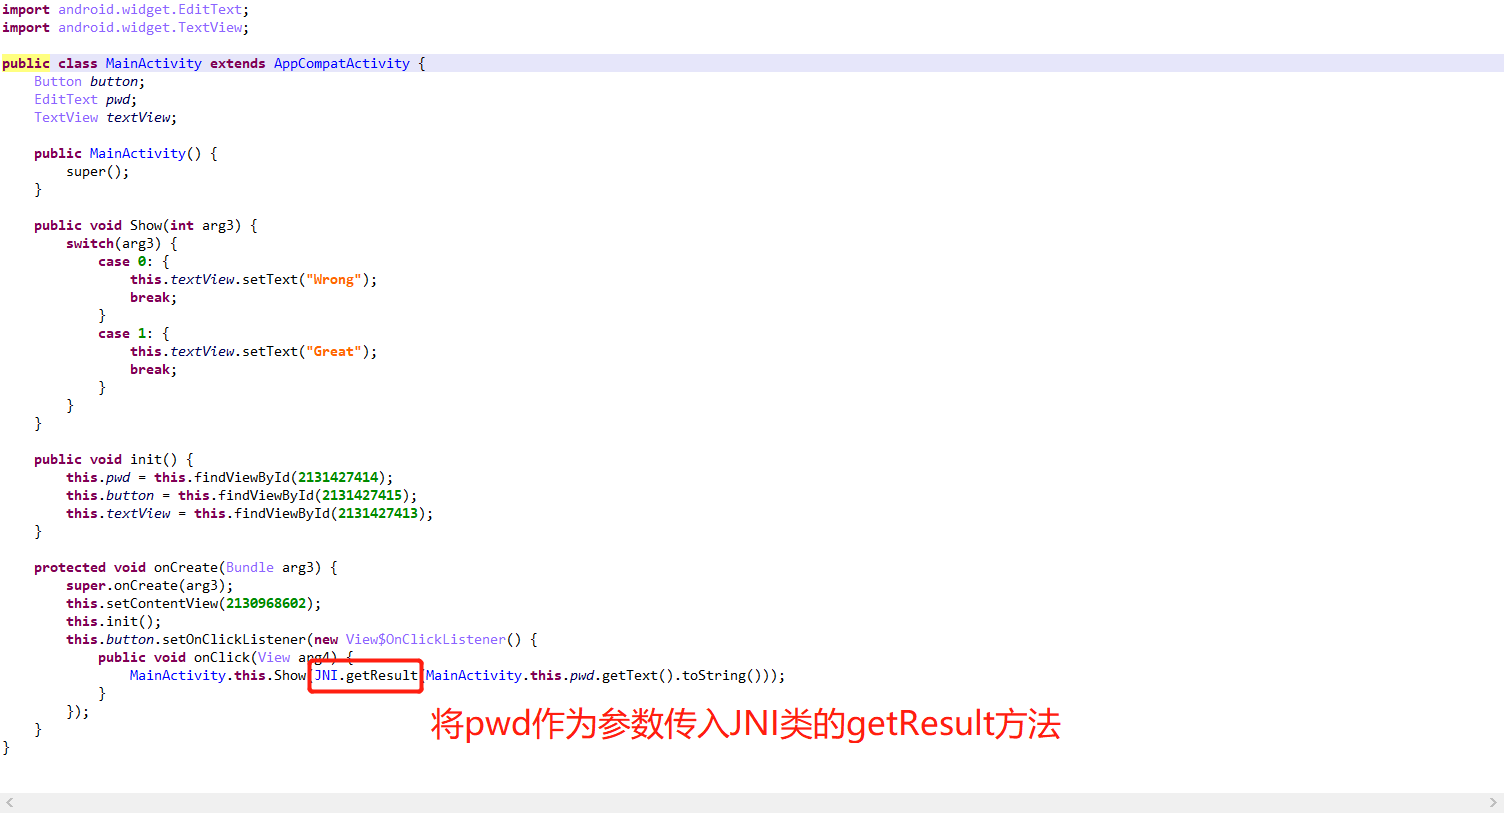 import android.widget.EditText;
import android.widget.TextView;
public class MainActivity extends AppCompatActivity {
Button button;
EditText pwd;
TextView textView;
public MainActivity() {
super();
}
public void Show(int arg3) {
switch(arg3) {
case 0: {
this.textView.setText("Wrong");
break;
}
case 1: {
this.textView.setText("Great");
break;
}
}
}
public void init() {
this.pwd = this.findViewById(2131427414);
this.button = this.findViewById(2131427415);
this.textView = this.findViewById(2131427413);
}
protected void onCreate(Bundle arg3) {
super.onCreate(arg3);
this.setContentView(2130968602);
this.init();
this.button.setOnClickListener(new View$OnClickListener() {
public void onClick(View arg4) {
MainActivity.this.Show(JNI.getResult(MainActivity.this.pwd.getText().toString()));
}
});
}
}
将pwd作为参数传入JNI类的getResult方法